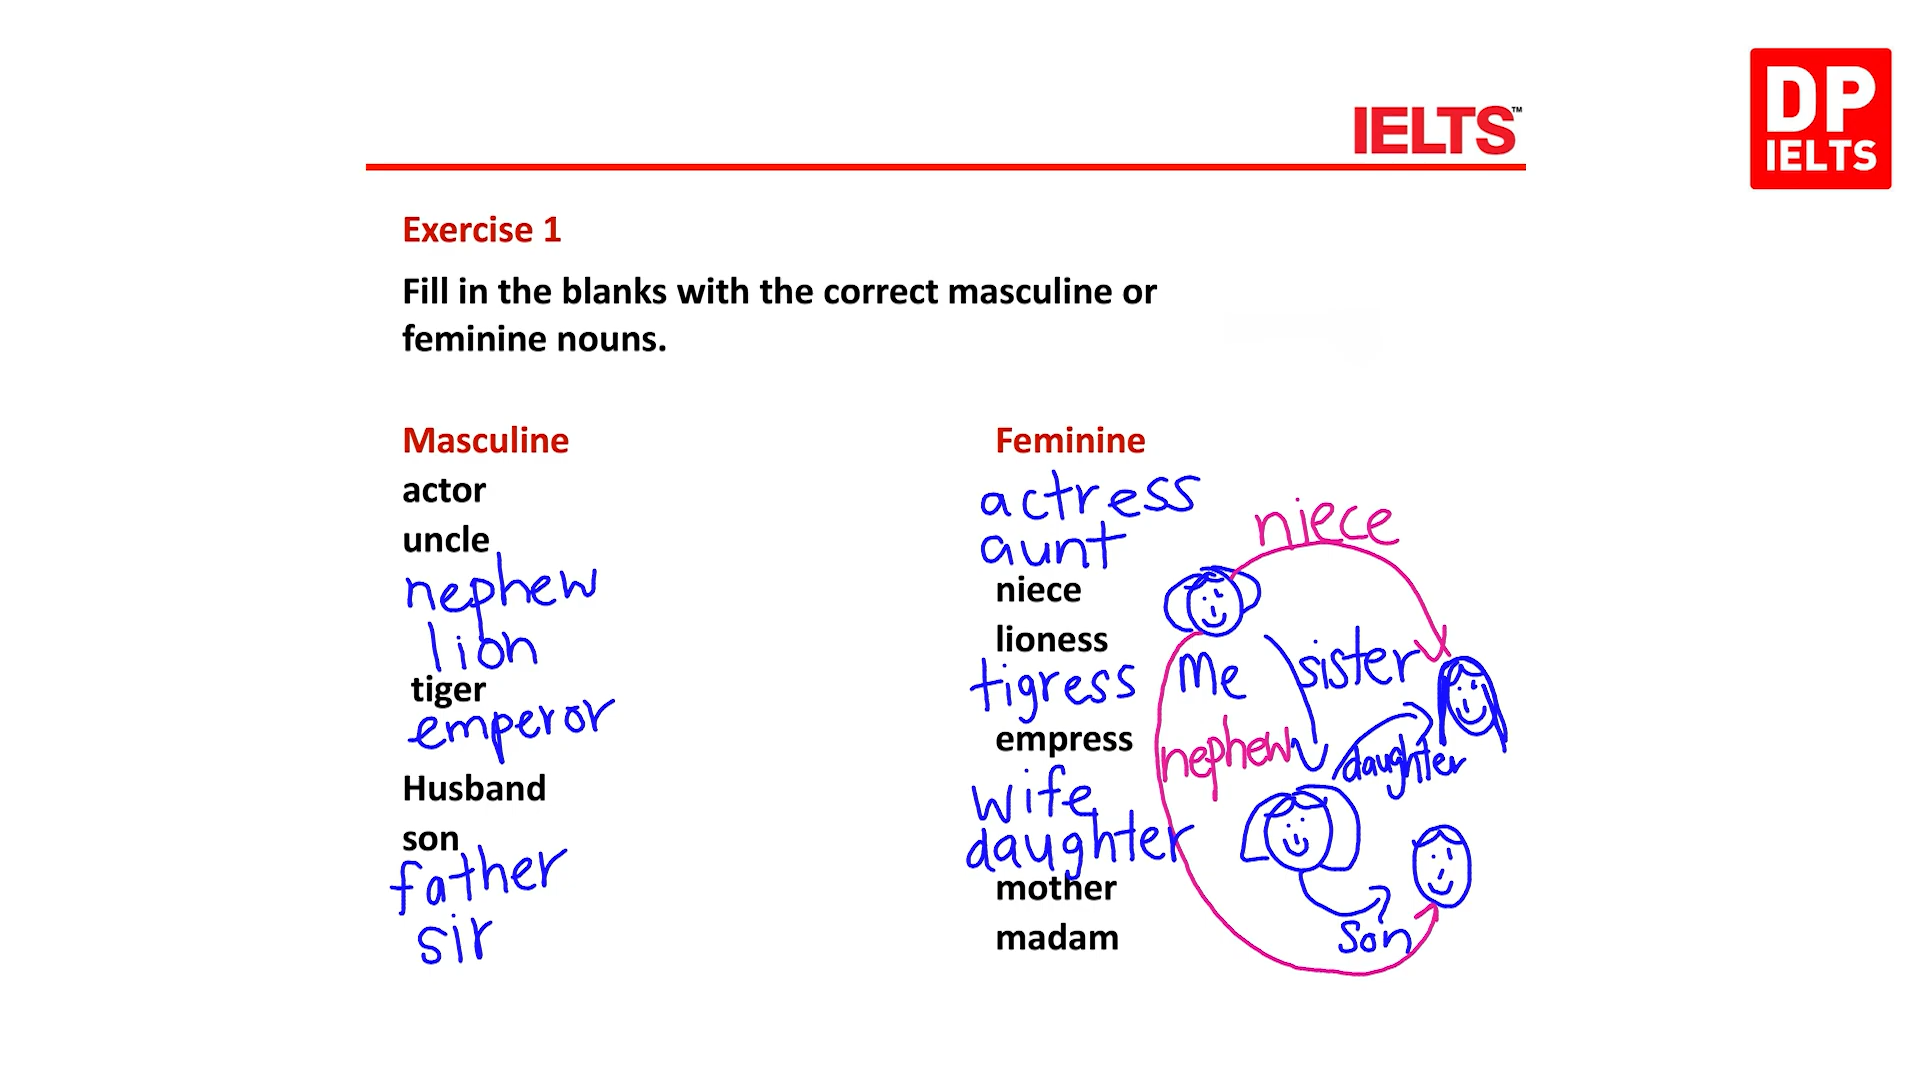 DP
IELTS
IELTS™
Exercise 1
Fill in the blanks with the correct masculine or
feminine nouns.
Masculine
actor
uncle
nephew
lion
tiger
emperor
Husband
son
father
sir
Feminine
actress
aunt
niece
lioness
tigress
empress
wife
daughter
mother
madam
niece
me
sister
nephew
daughter
son